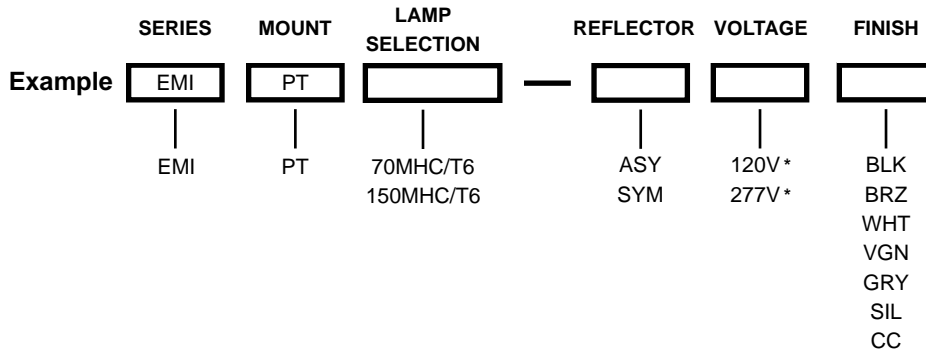 SERIES MOUNT LAMP SELECTION REFLECTOR VOLTAGE FINISH
Example EMI PT —
EMI PT 70MHC/T6 ASY 120V* BLK
150MHC/T6 SYM 277V* BRZ
WHT
VGN
GRY
SIL
CC